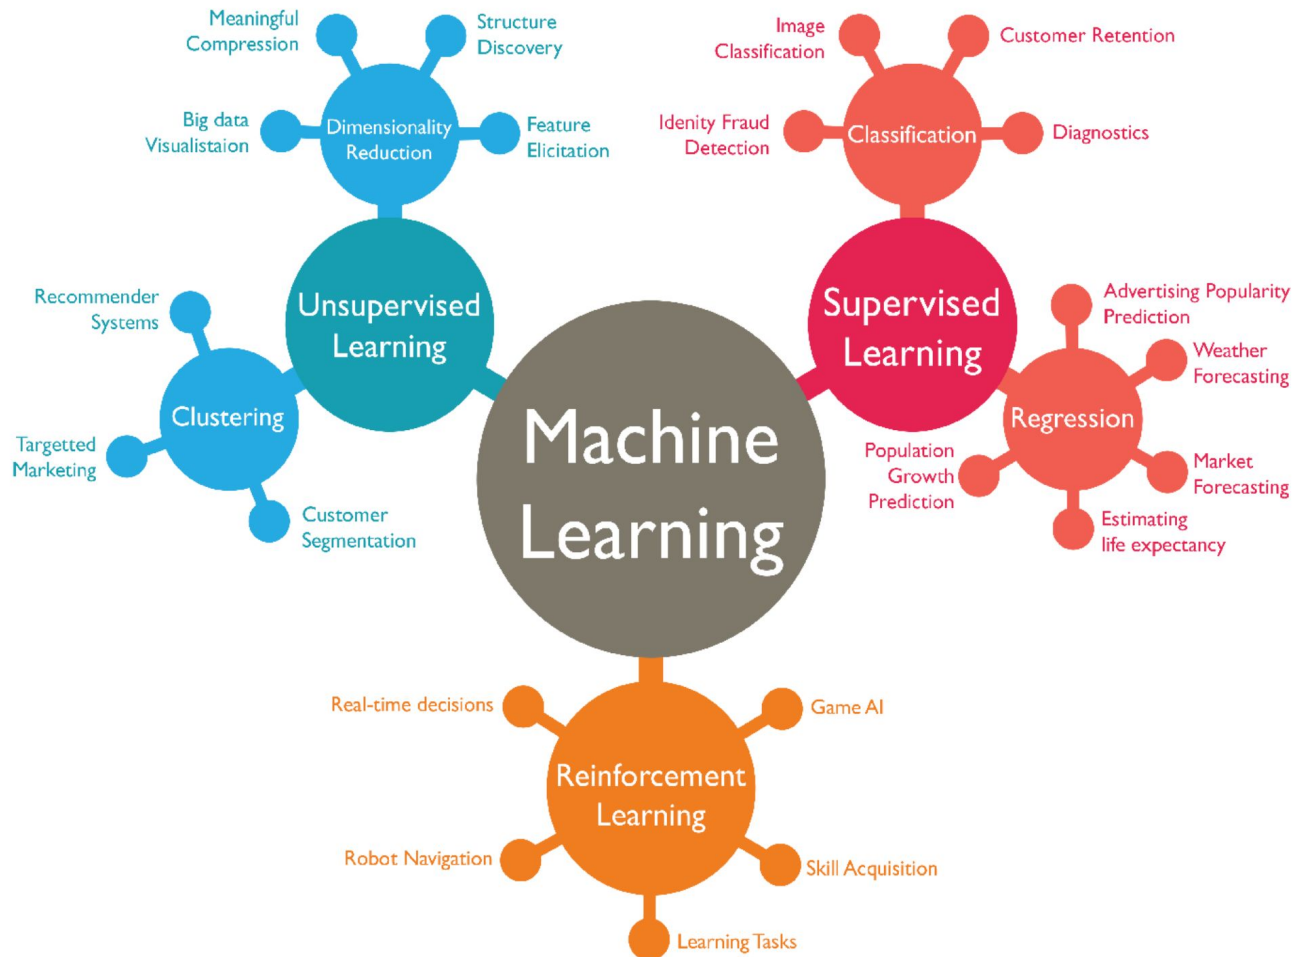 Meaningful
Compression
Structure
Discovery
Big data
Visualistaion
Dimensionality
Reduction
Feature
Elicitation
Image
Classification
Customer Retention
Idenity Fraud
Detection
Classification
Diagnostics
Unsupervised
Learning
Supervised
Learning
Recommender
Systems
Clustering
Targetted
Marketing
Customer
Segmentation
Machine
Learning
Advertising Popularity
Prediction
Weather
Forecasting
Regression
Population
Growth
Prediction
Market
Forecasting
Estimating
life expectancy
Real-time decisions
Game AI
Reinforcement
Learning
Robot Navigation
Skill Acquisition
Learning Tasks